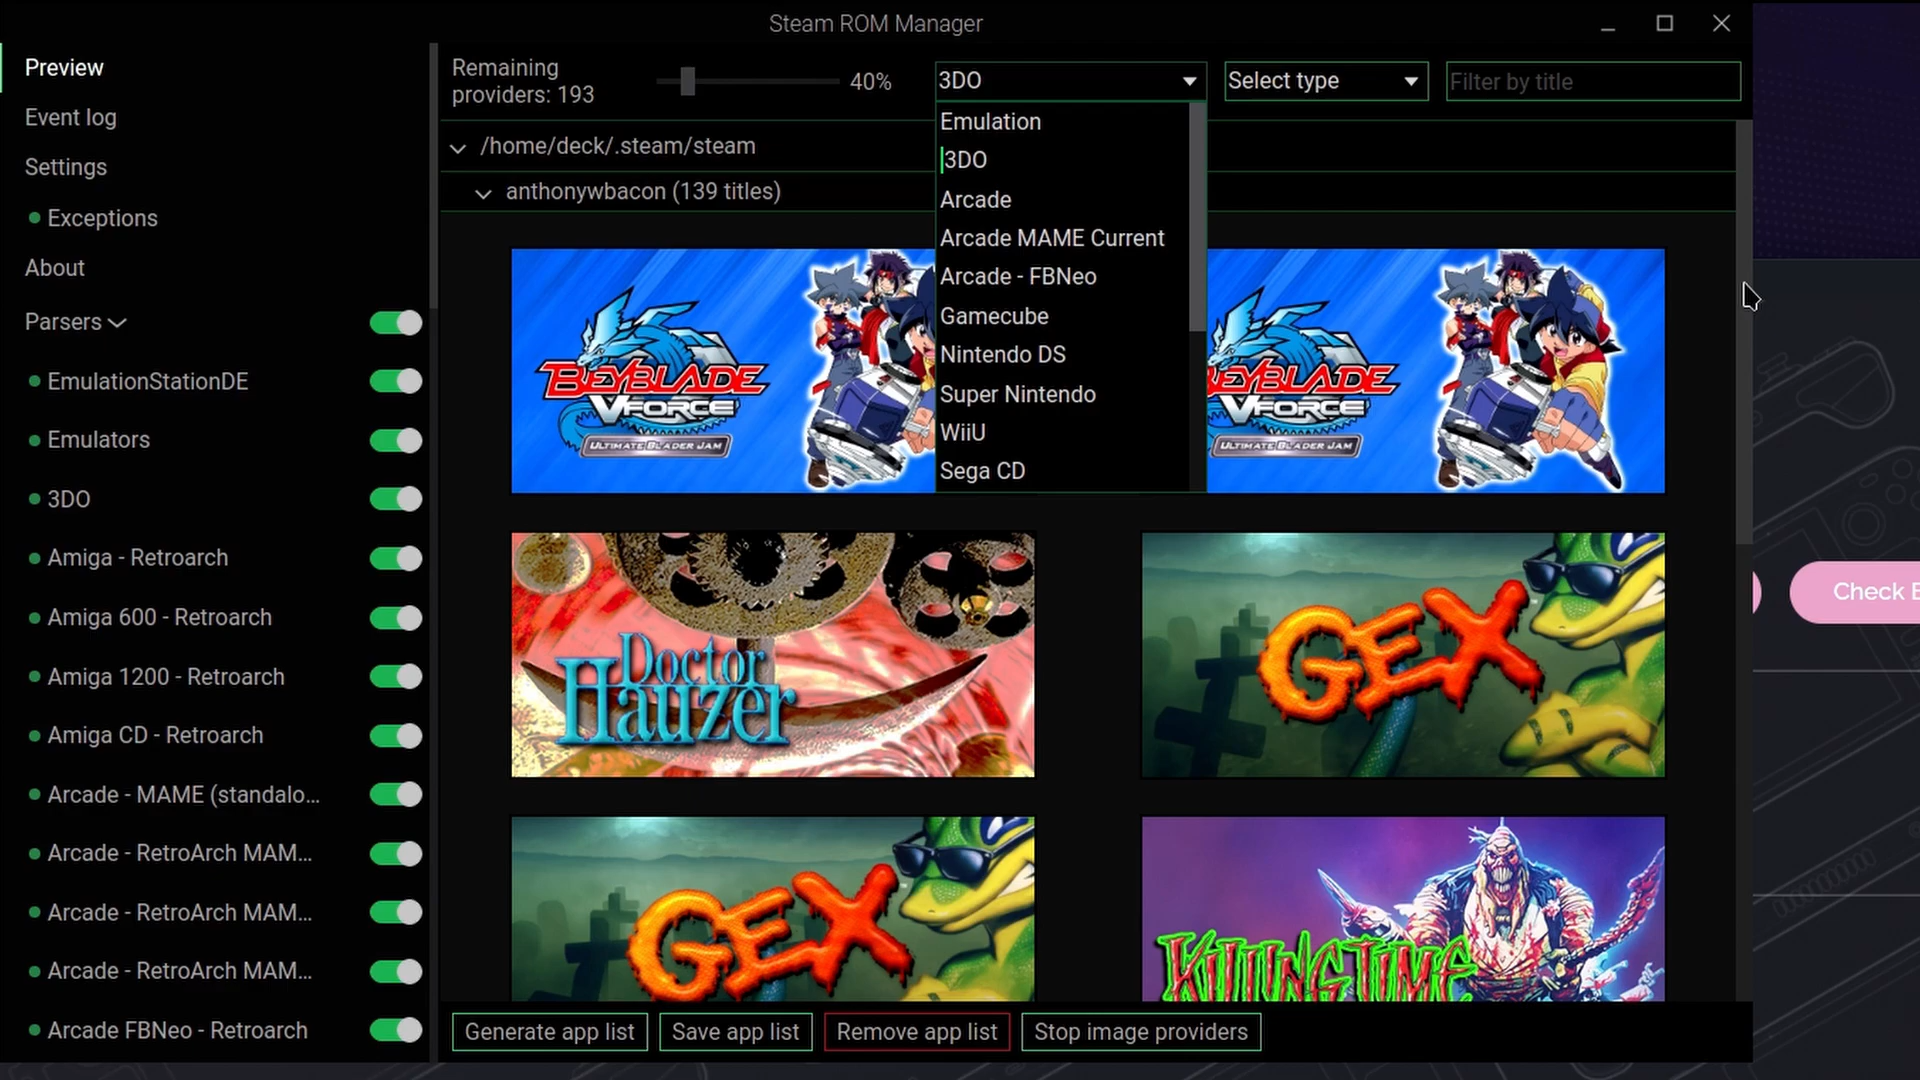 Steam ROM Manager
Preview
Event log
Settings
Exceptions
About
Parsers
EmulationStationDE
Emulators
3DO
Amiga - Retroarch
Amiga 600 - Retroarch
Amiga 1200 - Retroarch
Amiga CD - Retroarch
Arcade - MAME (standalo...
Arcade - RetroArch MAM...
Arcade - RetroArch MAM...
Arcade - RetroArch MAM...
Arcade FBNeo - Retroarch
Remaining
providers: 193
40%
3DO
Select type
Filter by title
/home/deck/.steam/steam
anthonywbacon (139 titles)
Emulation
3DO
Arcade
Arcade MAME Current
Arcade - FBNeo
Gamecube
Nintendo DS
Super Nintendo
WiiU
Sega CD
BEYBLADE
VFORCE
ULTIMATE BLADER JAM
EYBLADE
VFORCE
ULTIMATE BLADER JAM
Doctor
Hauzer
GEX
GEX
KILLING TIME
Generate app list
Save app list
Remove app list
Stop image providers
Check E